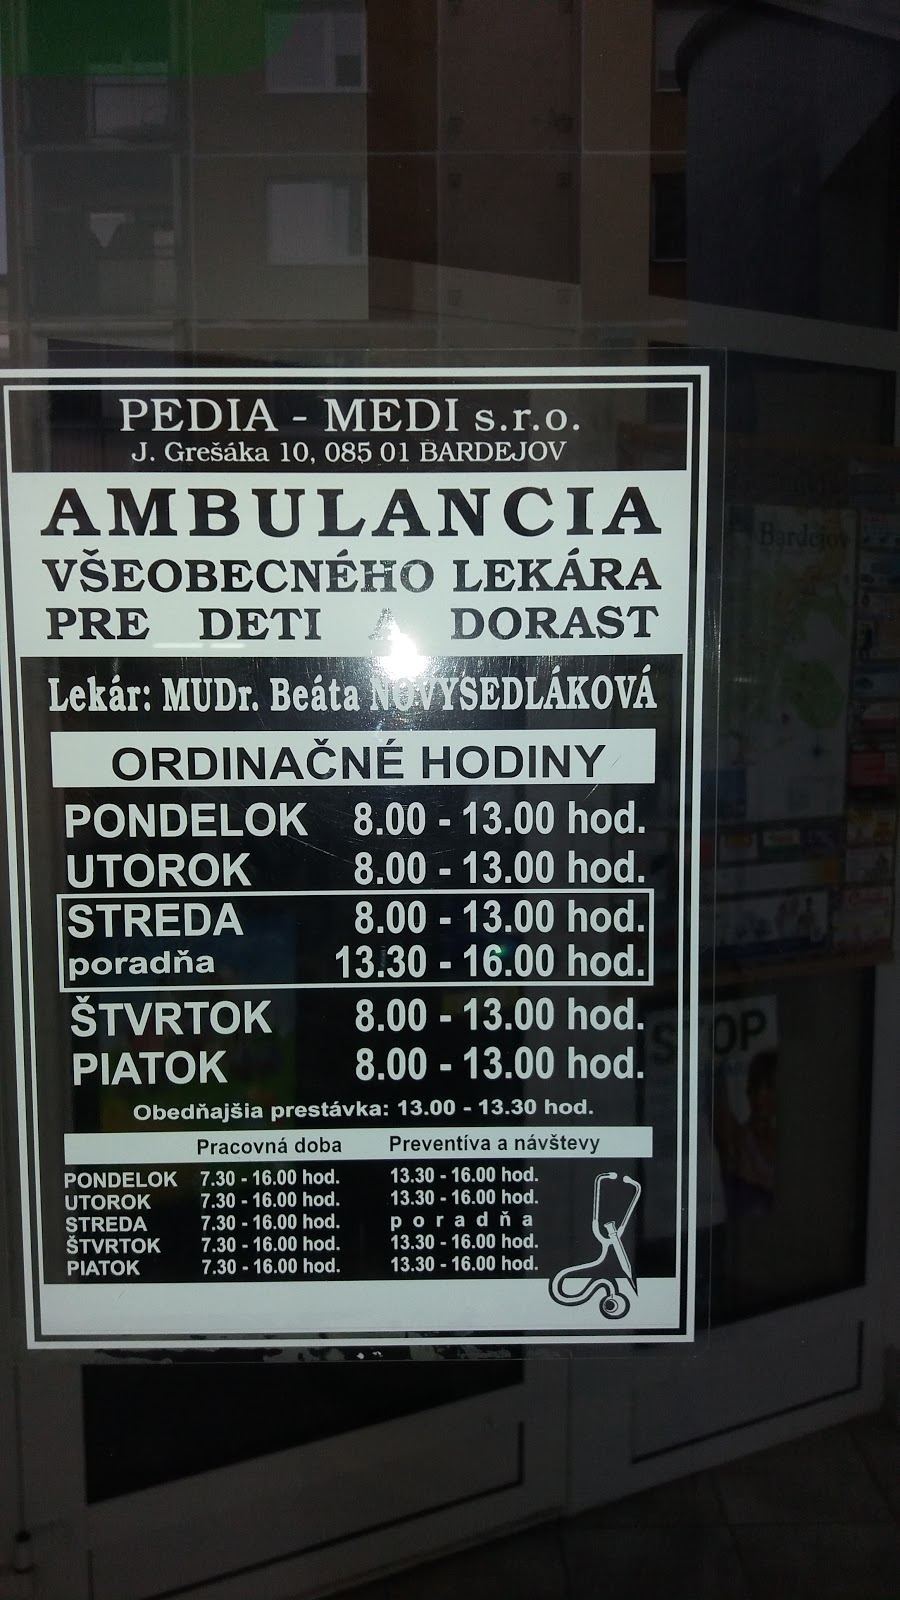 PEDIA - MEDI s.r.o.
J. Grešáka 10, 085 01 BARDEJOV
AMBULANCIA
VŠEOBECNÉHO LEKÁRA
PRE DETI A DORAST
Lekár: MUDr. Beáta NOVYSEDLÁKOVÁ
ORDINAČNÉ HODINY
PONDELOK 8.00 - 13.00 hod.
UTOROK 8.00 - 13.00 hod.
STREDA 8.00 - 13.00 hod.
poradňa 13.30 - 16.00 hod.
ŠTVRTOK 8.00 - 13.00 hod.
PIATOK 8.00 - 13.00 hod.
Obedňajšia prestávka: 13.00 - 13.30 hod.
Pracovná doba Preventíva a návštevy
PONDELOK 7.30 - 16.00 hod. 13.30 - 16.00 hod.
UTOROK 7.30 - 16.00 hod. 13.30 - 16.00 hod.
STREDA 7.30 - 16.00 hod. p o r a d ň a
ŠTVRTOK 7.30 - 16.00 hod. 13.30 - 16.00 hod.
PIATOK 7.30 - 16.00 hod. 13.30 - 16.00 hod.
Bardejov
STOP